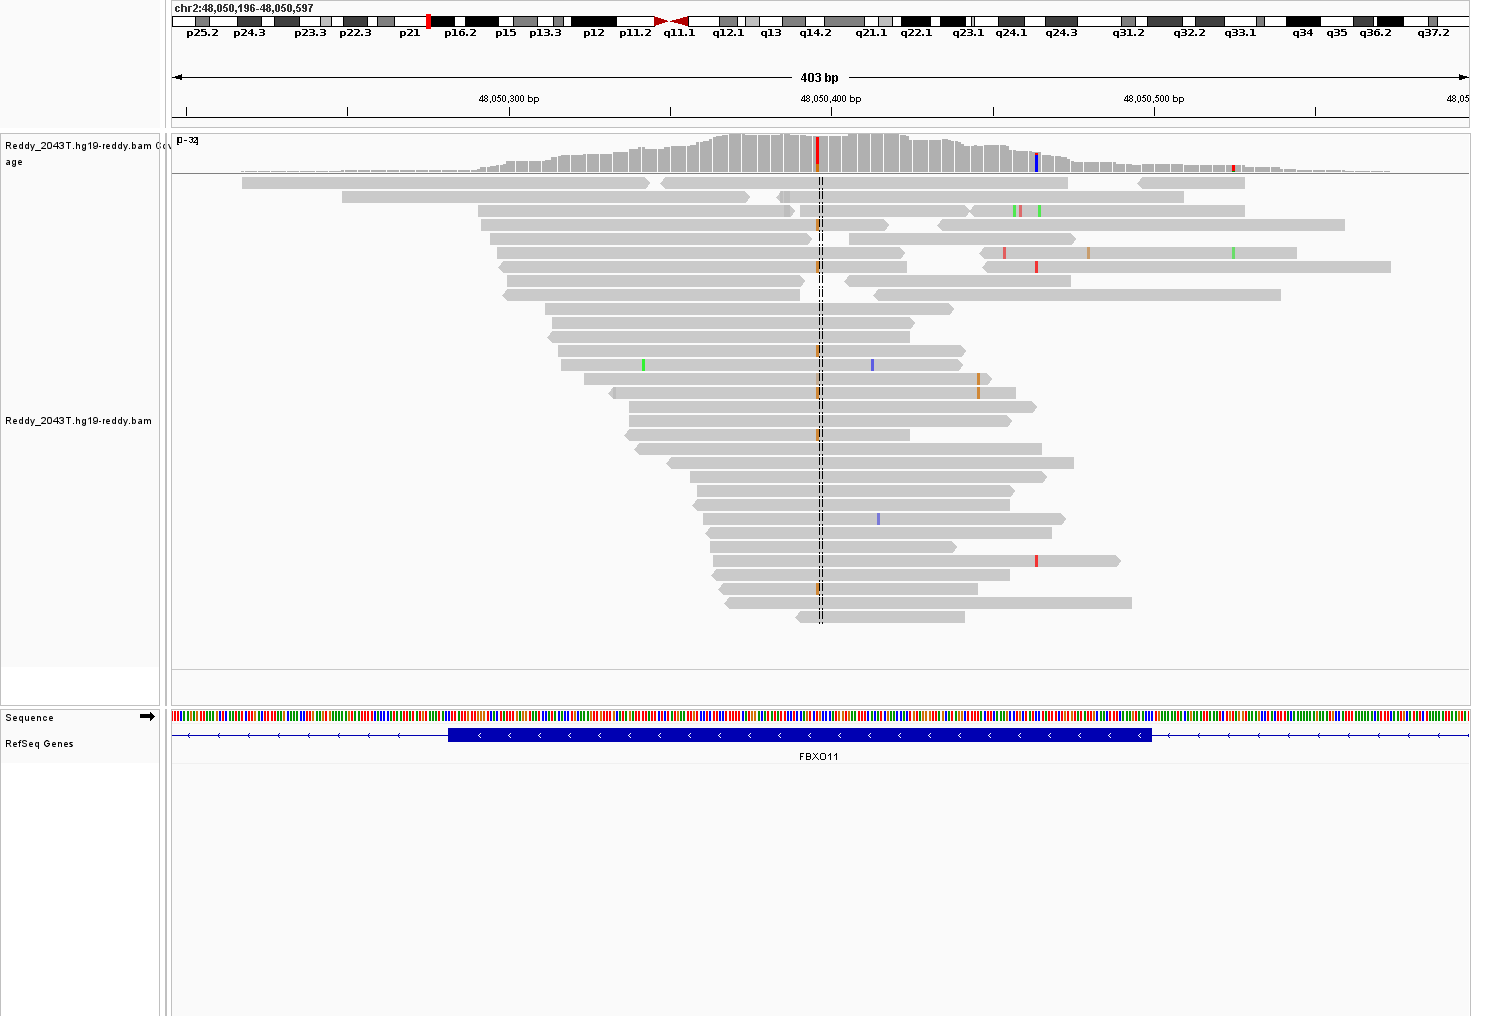 chr2:48,050,196-48,050,597
p25.2 p24.3 p23.3 p22.3 p21 p16.2 p15 p13.3 p12 p11.2 q11.1 q12.1 q13 q14.2 q21.1 q22.1 q23.1 q24.1 q24.3 q31.2 q32.2 q33.1 q34 q35 q36.2 q37.2
403 bp
48,050,300 bp 48,050,400 bp 48,050,500 bp 48,05
[0-32]
Reddy_2043T.hg19-reddy.bam Cov
age
Reddy_2043T.hg19-reddy.bam
Sequence
RefSeq Genes
FBXO11